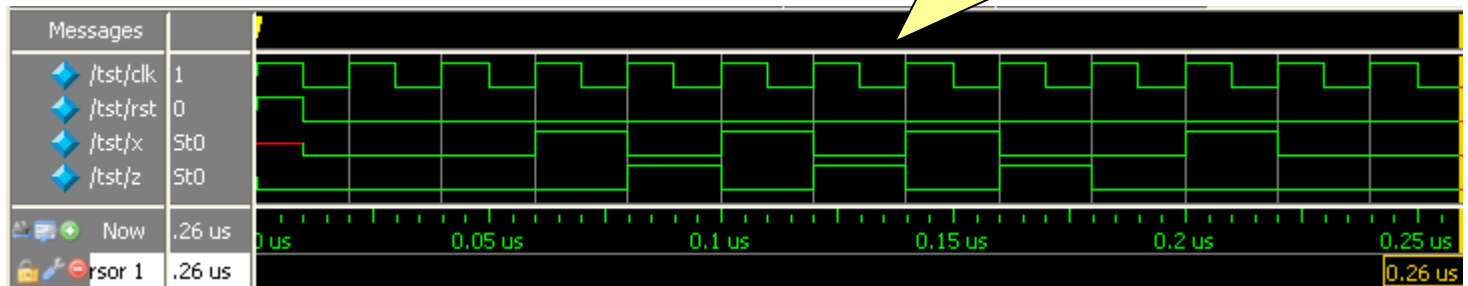 Messages
/tst/clk 1
/tst/rst 0
/tst/x St0
/tst/z St0
Now .26 us 0 us 0.05 us 0.1 us 0.15 us 0.2 us 0.25 us
rsor 1 .26 us 0.26 us